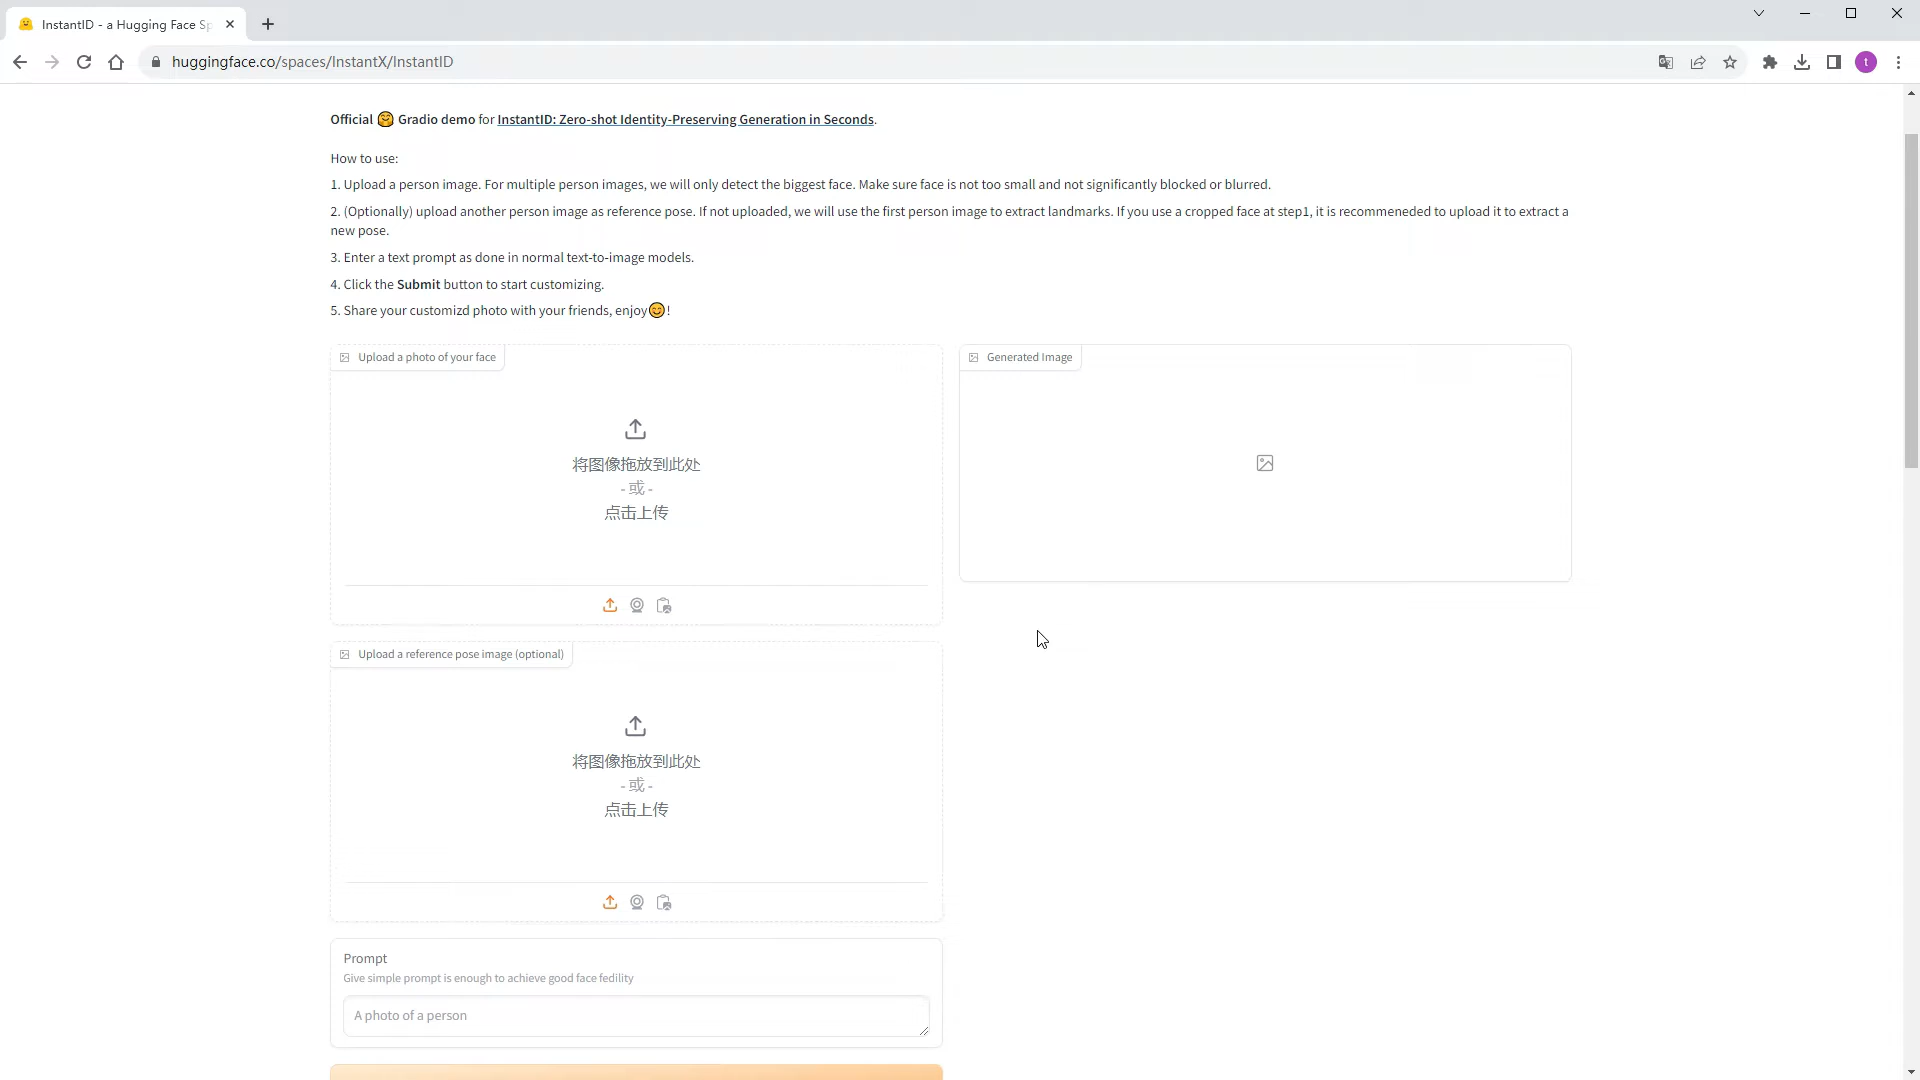 InstantID - a Hugging Face Sp
huggingface.co/spaces/InstantX/InstantID
t
Official 🤗 Gradio demo for InstantID: Zero-shot Identity-Preserving Generation in Seconds.
How to use:
1. Upload a person image. For multiple person images, we will only detect the biggest face. Make sure face is not too small and not significantly blocked or blurred.
2. (Optionally) upload another person image as reference pose. If not uploaded, we will use the first person image to extract landmarks. If you use a cropped face at step1, it is recommeneded to upload it to extract a
new pose.
3. Enter a text prompt as done in normal text-to-image models.
4. Click the Submit button to start customizing.
5. Share your customizd photo with your friends, enjoy😊!
Upload a photo of your face
将图像拖放到此处
- 或 -
点击上传
Generated Image
Upload a reference pose image (optional)
将图像拖放到此处
- 或 -
点击上传
Prompt
Give simple prompt is enough to achieve good face fedility
A photo of a person